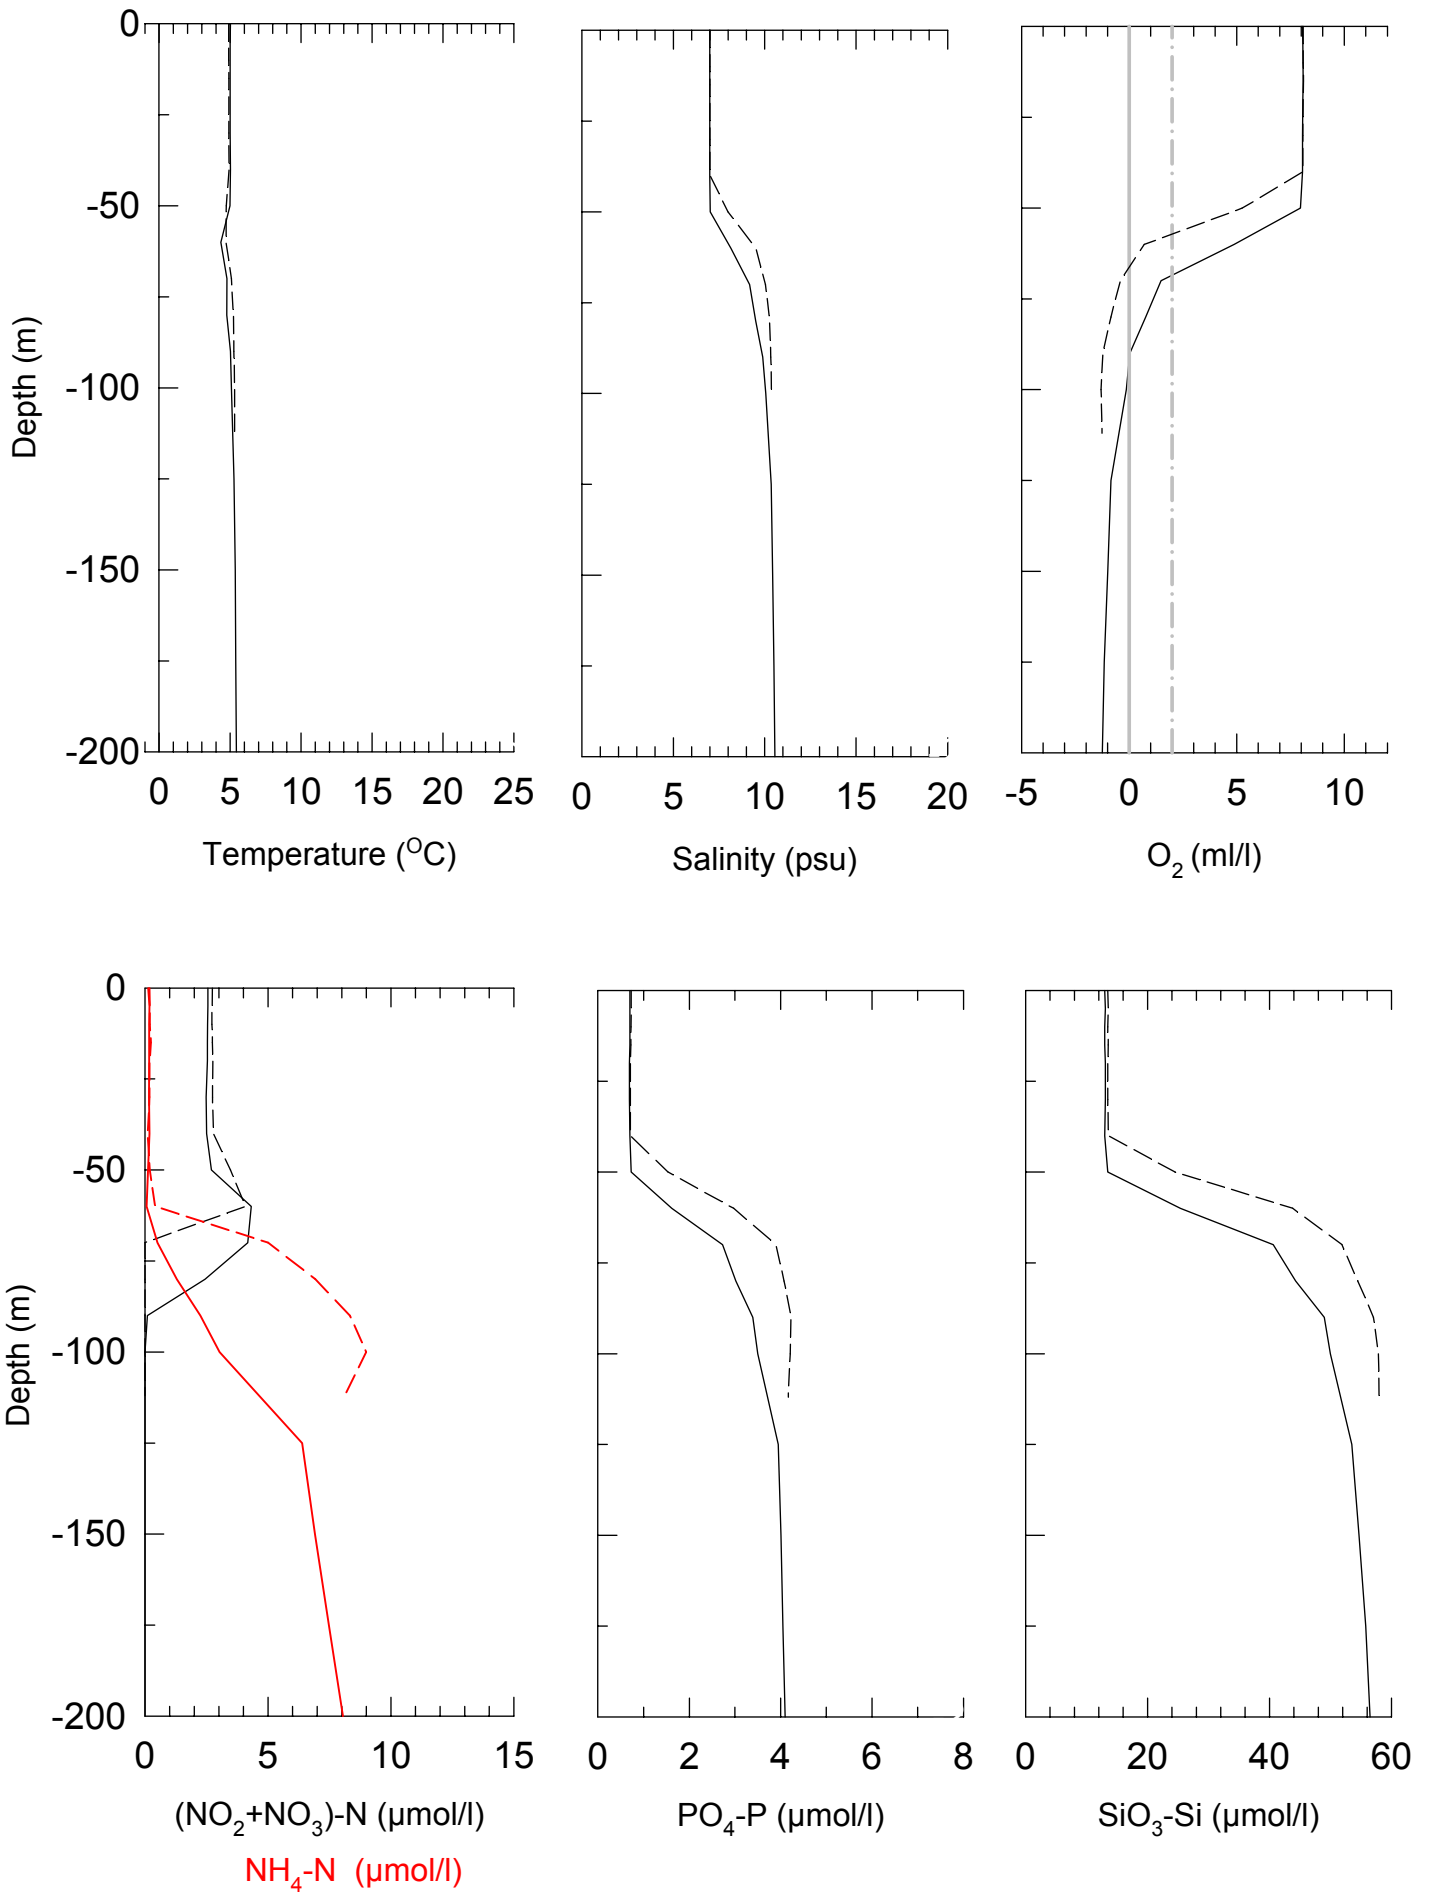 0
-50
-100
-150
-200
Depth (m)
0 5 10 15 20 25
Temperature (ᴼC)
0 5 10 15 20
Salinity (psu)
-5 0 5 10
O₂ (ml/l)
0
-50
-100
-150
-200
Depth (m)
0 5 10 15
(NO₂+NO₃)-N (µmol/l)
NH₄-N (µmol/l)
0 2 4 6 8
PO₄-P (µmol/l)
0 20 40 60
SiO₃-Si (µmol/l)